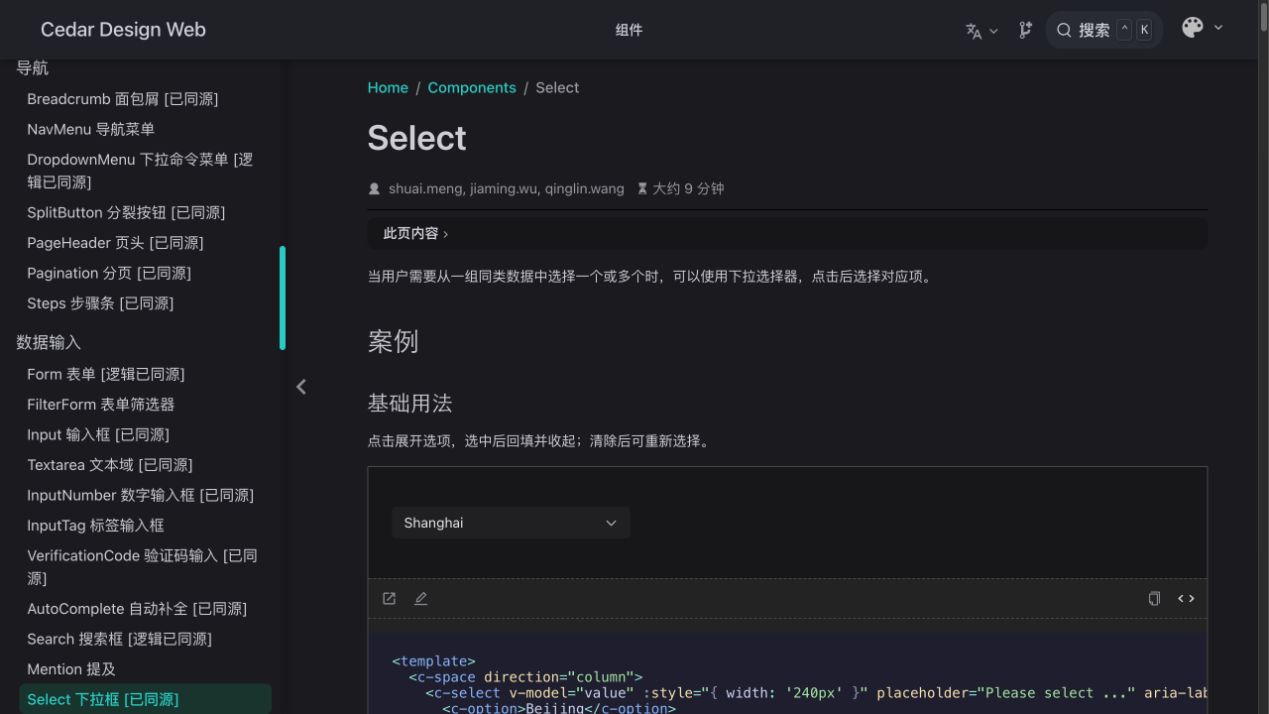 Cedar Design Web
组件
搜索 ^ K
导航
Breadcrumb 面包屑 [已同源]
NavMenu 导航菜单
DropdownMenu 下拉命令菜单 [逻
辑已同源]
SplitButton 分裂按钮 [已同源]
PageHeader 页头 [已同源]
Pagination 分页 [已同源]
Steps 步骤条 [已同源]
数据输入
Form 表单 [逻辑已同源]
FilterForm 表单筛选器
Input 输入框 [已同源]
Textarea 文本域 [已同源]
InputNumber 数字输入框 [已同源]
InputTag 标签输入框
VerificationCode 验证码输入 [已同
源]
AutoComplete 自动补全 [已同源]
Search 搜索框 [逻辑已同源]
Mention 提及
Select 下拉框 [已同源]
Home / Components / Select
Select
shuai.meng, jiaming.wu, qinglin.wang 大约 9 分钟
此页内容 ›
当用户需要从一组同类数据中选择一个或多个时，可以使用下拉选择器，点击后选择对应项。
案例
基础用法
点击展开选项，选中后回填并收起；清除后可重新选择。
Shanghai
<template>
<c-space direction="column">
<c-select v-model="value" :style="{ width: '240px' }" placeholder="Please select ..." aria-lab
<c-option>Beijing</c-option>